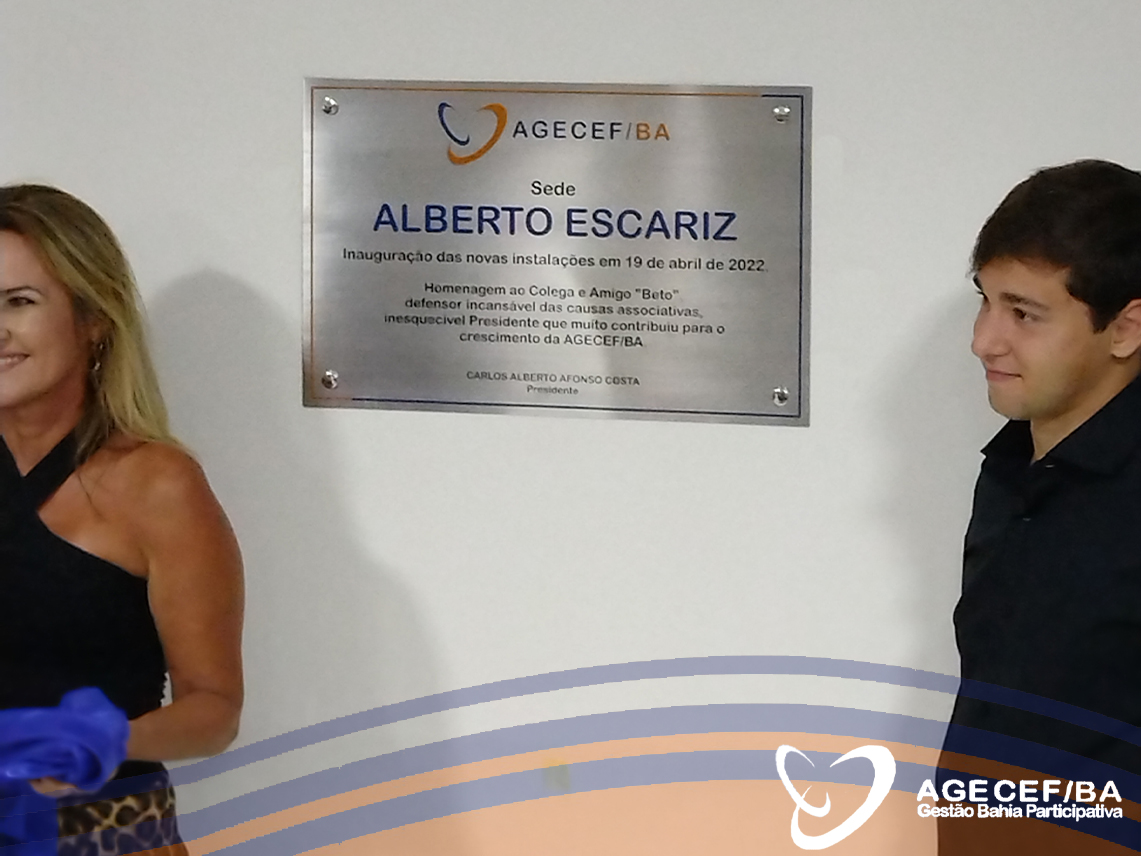 AGECEF/BA
Sede
ALBERTO ESCARIZ
Inauguração das novas instalações em 19 de abril de 2022.
Homenagem ao Colega e Amigo "Beto"
defensor incansável das causas associativas,
inesquecível Presidente que muito contribuiu para o
crescimento da AGECEF/BA.
CARLOS ALBERTO AFONSO COSTA
Presidente
AGECEF/BA
Gestão Bahia Participativa